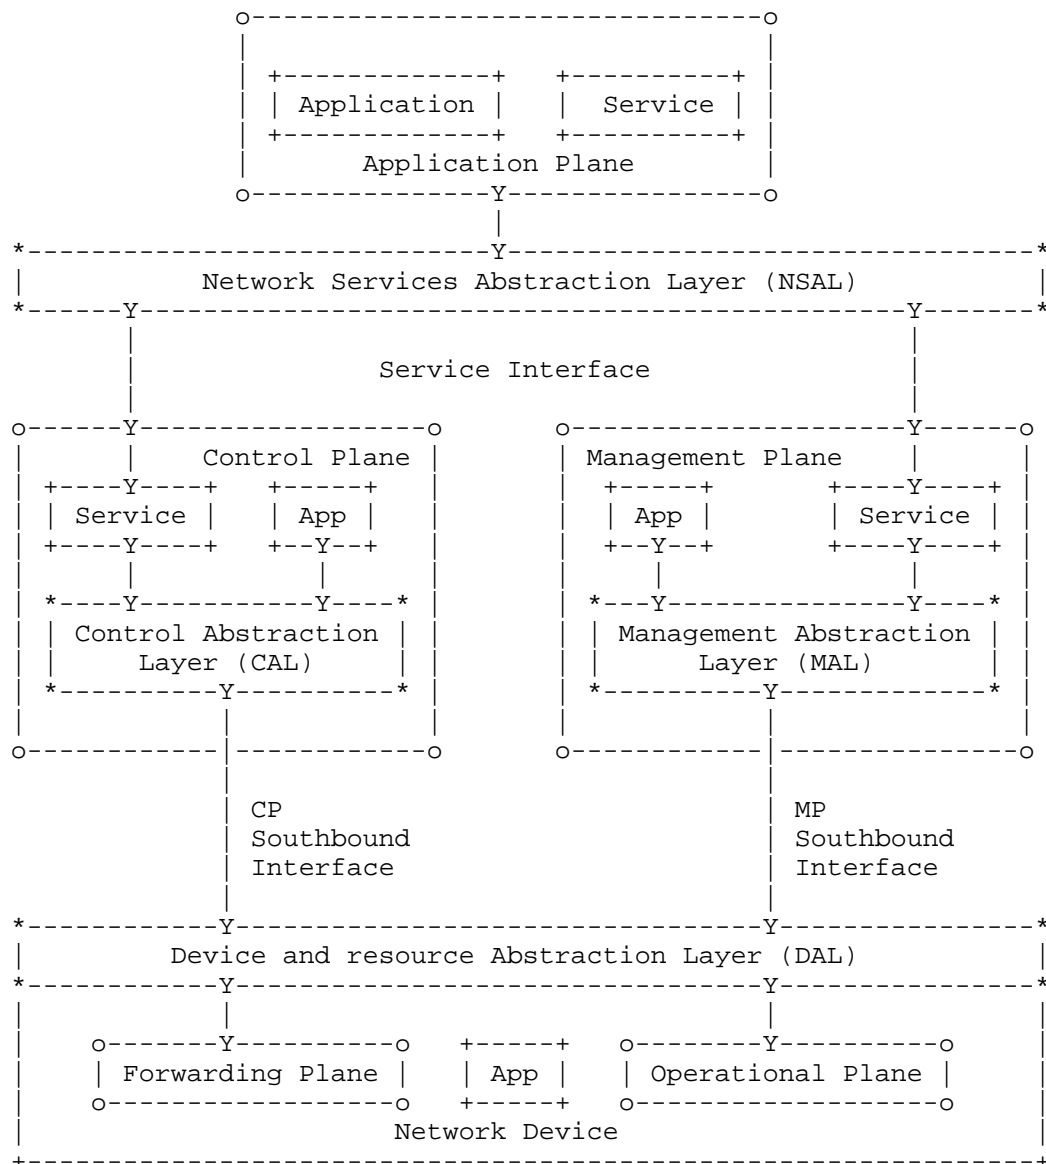 Application Service
Application Plane
Network Services Abstraction Layer (NSAL)
Service Interface
Control Plane Management Plane
Service App App Service
Control Abstraction Management Abstraction
Layer (CAL) Layer (MAL)
CP MP
Southbound Southbound
Interface Interface
Device and resource Abstraction Layer (DAL)
Forwarding Plane App Operational Plane
Network Device